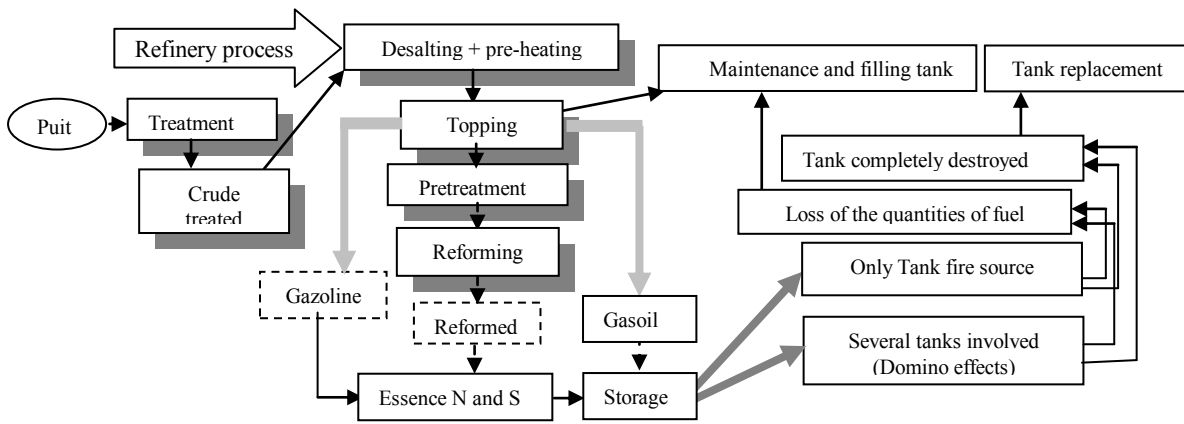 Refinery process
Desalting + pre-heating
Maintenance and filling tank
Tank replacement
Puit
Treatment
Topping
Tank completely destroyed
Crude
treated
Pretreatment
Loss of the quantities of fuel
Reforming
Only Tank fire source
Gazoline
Reformed
Gasoil
Several tanks involved
(Domino effects)
Essence N and S
Storage